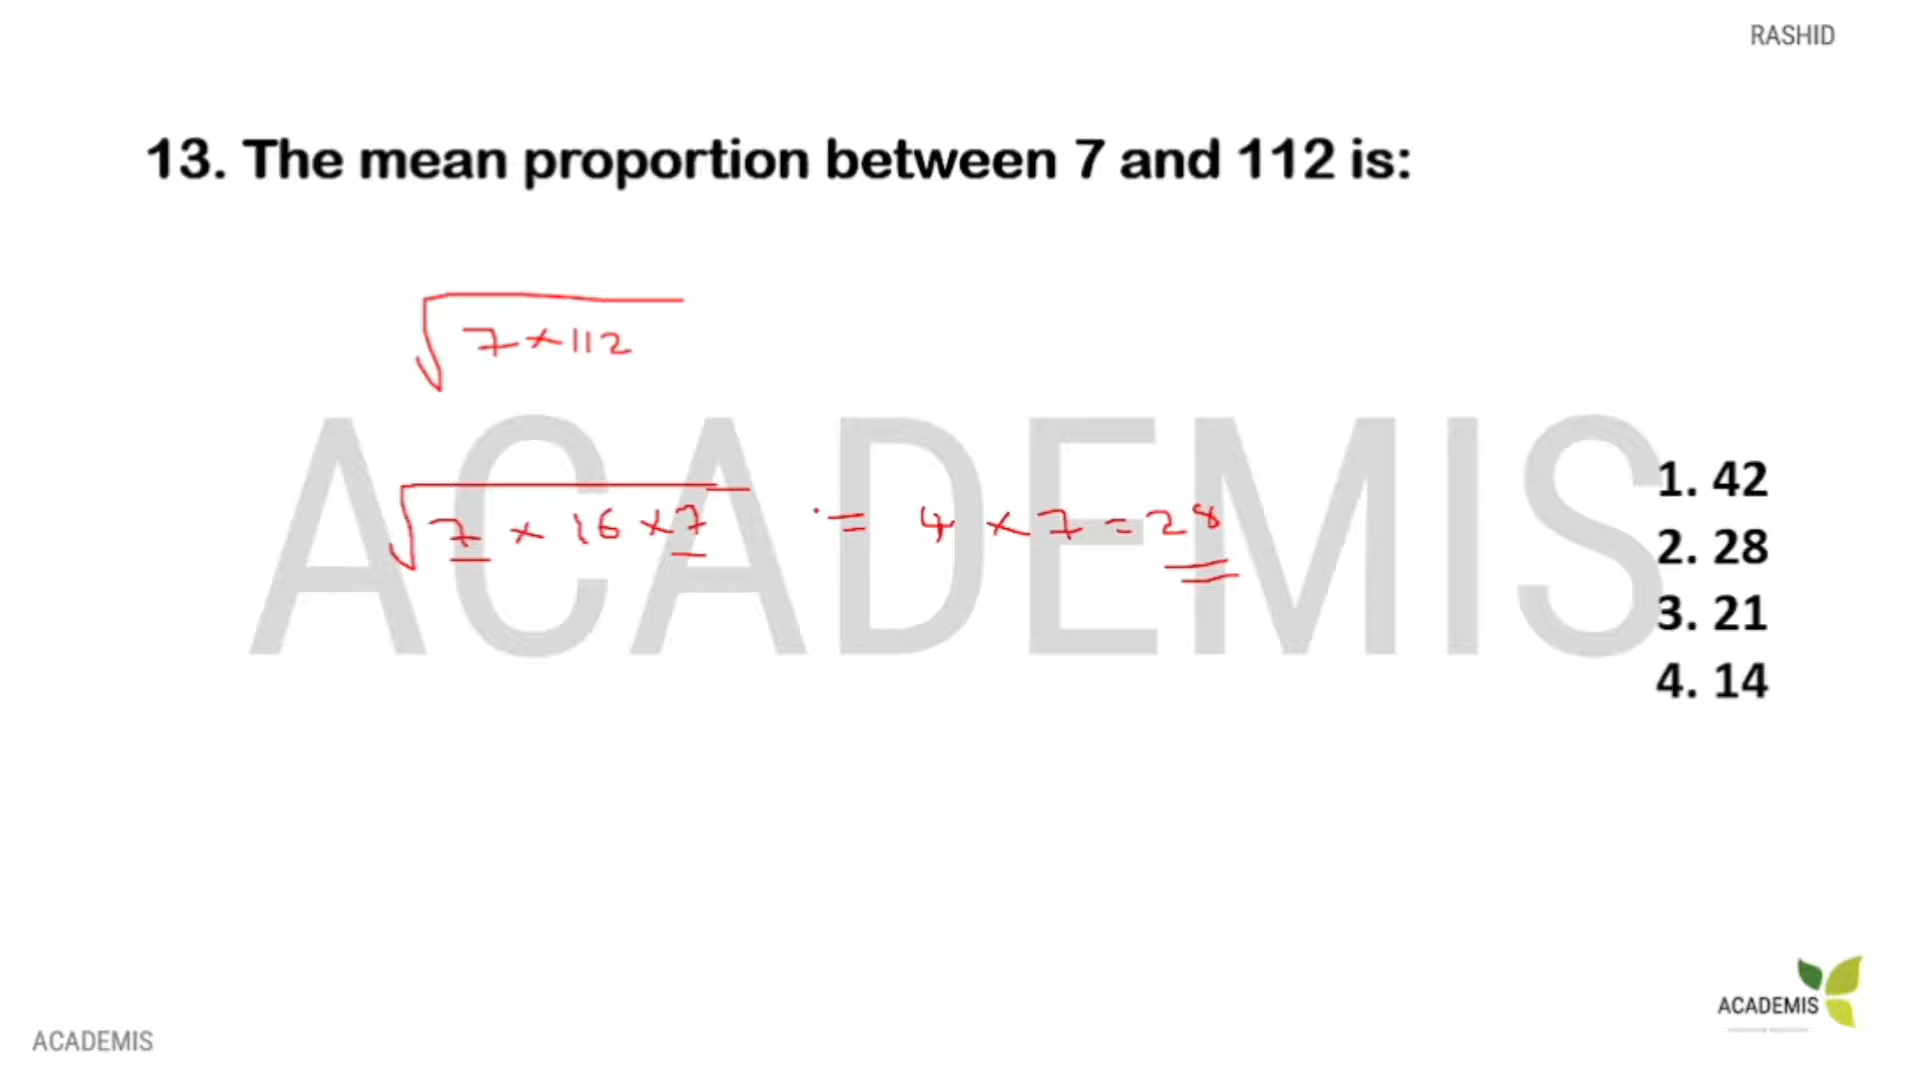 RASHID
13. The mean proportion between 7 and 112 is:
√7×112
ACADEMIS
√7 × 16 × 7 = 4 × 7 = 28
1. 42
2. 28
3. 21
4. 14
ACADEMIS
ACADEMIS